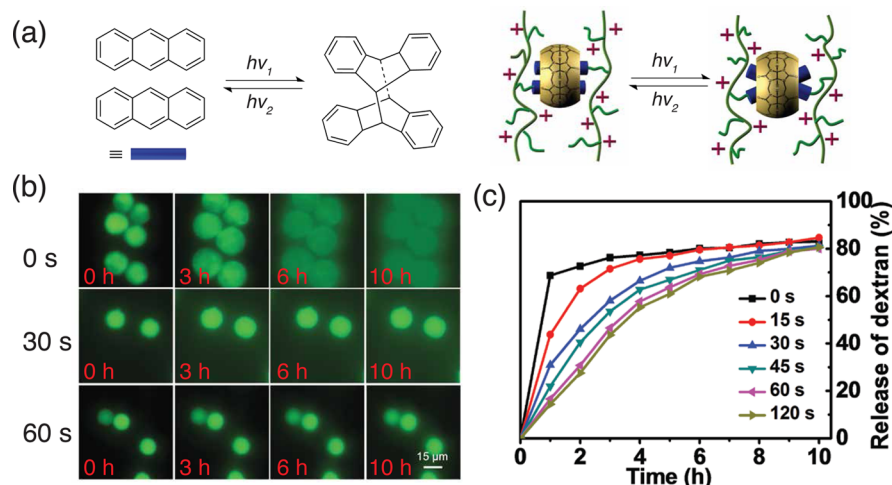 (a)
hv1
hv2
≡
hv1
hv2
+ + + + + + + +
+ + + + + + + +
(b)
0 s
0 h 3 h 6 h 10 h
30 s
0 h 3 h 6 h 10 h
60 s
0 h 3 h 6 h 10 h
15 µm
(c)
100
80
60
40
20
0
Release of dextran (%)
0 s
15 s
30 s
45 s
60 s
120 s
0 2 4 6 8 10
Time (h)